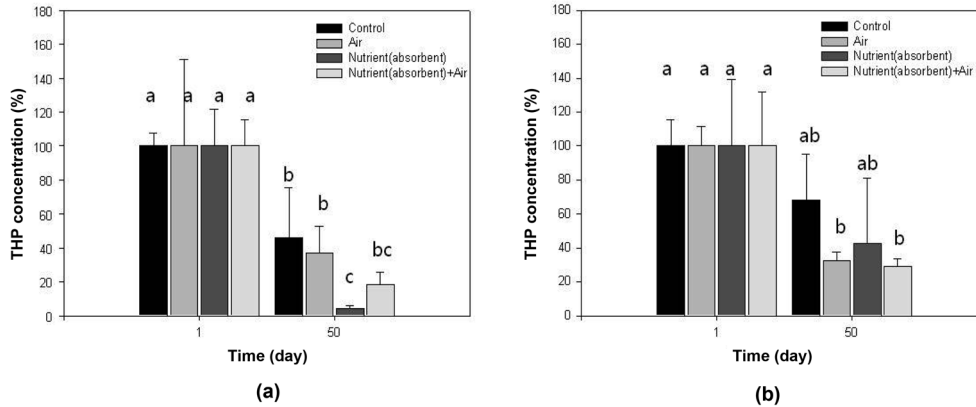 180
160
140
120
100
80
60
40
20
0
THP concentration (%)
Control
Air
Nutrient(absorbent)
Nutrient(absorbent)+Air
a a a a
b b c bc
1 50
Time (day)
(a)
180
160
140
120
100
80
60
40
20
0
THP concentration (%)
Control
Air
Nutrient(absorbent)
Nutrient(absorbent)+Air
a a a a
ab b ab b
1 50
Time (day)
(b)